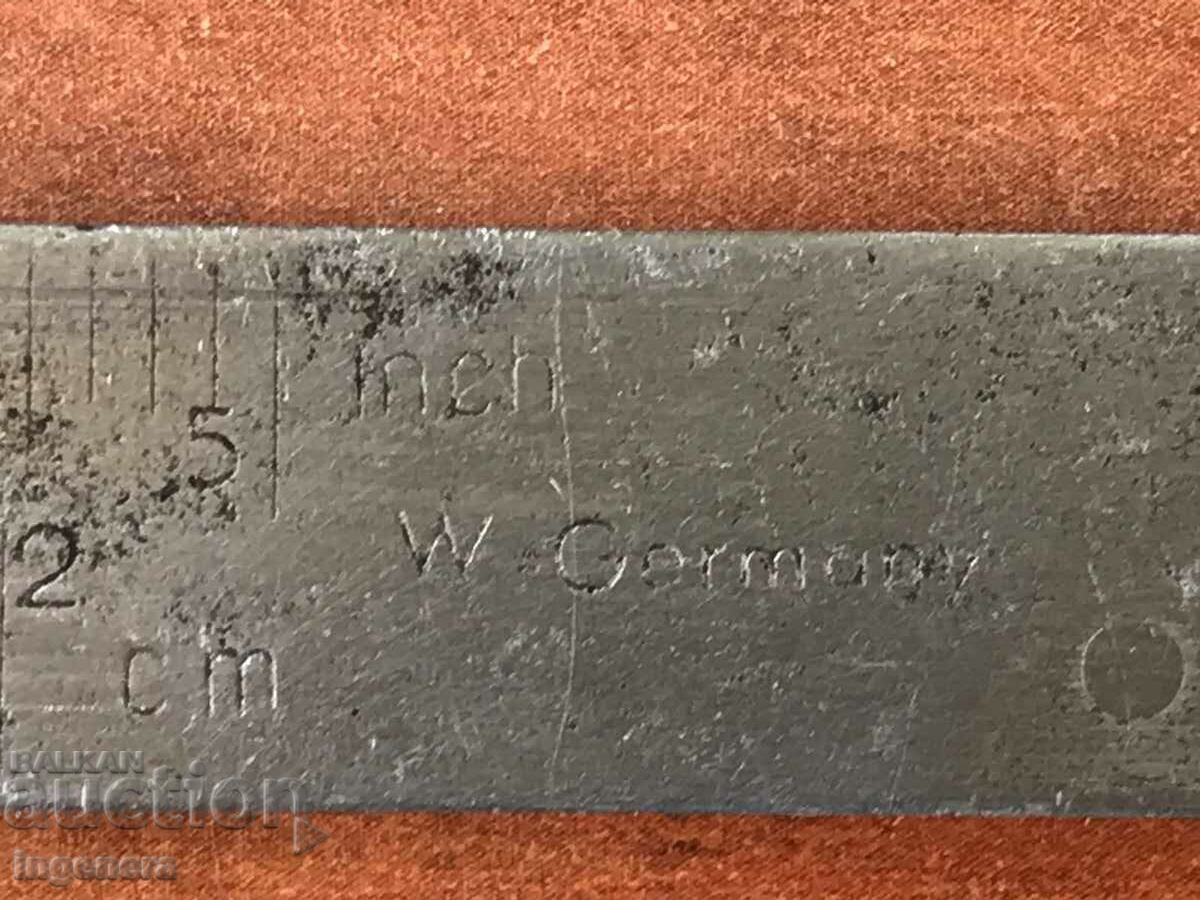 inch
5
W.Germany
2
cm
BALKAN
auction
ingenera